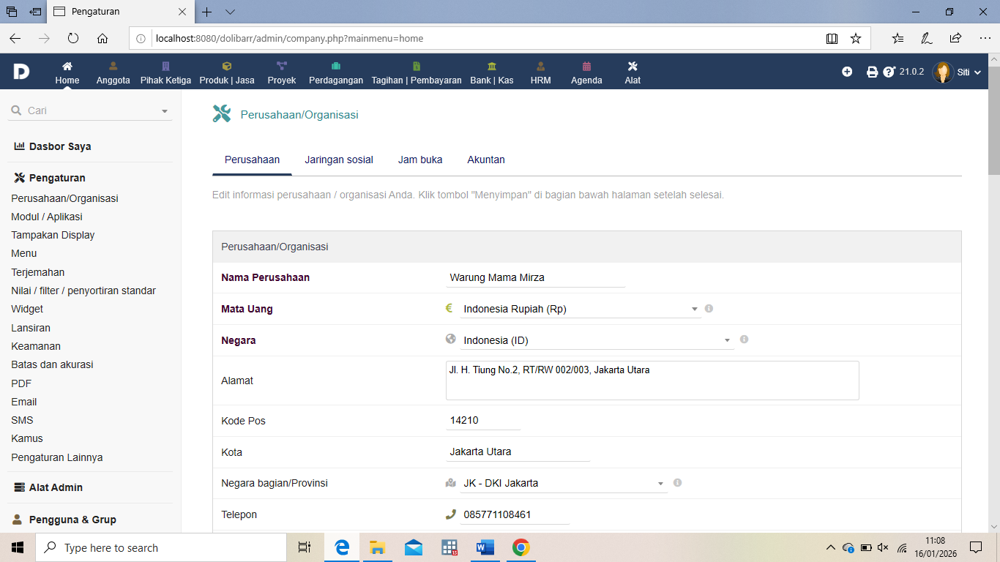 Pengaturan
localhost:8080/dolibarr/admin/company.php?mainmenu=home
D
Home
Anggota
Pihak Ketiga
Produk | Jasa
Proyek
Perdagangan
Tagihan | Pembayaran
Bank | Kas
HRM
Agenda
Alat
21.0.2
Siti
Cari
Dasbor Saya
Pengaturan
Perusahaan/Organisasi
Modul / Aplikasi
Tampakan Display
Menu
Terjemahan
Nilai / filter / penyortiran standar
Widget
Lansiran
Keamanan
Batas dan akurasi
PDF
Email
SMS
Kamus
Pengaturan Lainnya
Alat Admin
Pengguna & Grup
Perusahaan/Organisasi
Perusahaan
Jaringan sosial
Jam buka
Akuntan
Edit informasi perusahaan / organisasi Anda. Klik tombol "Menyimpan" di bagian bawah halaman setelah selesai.
Perusahaan/Organisasi
Nama Perusahaan Warung Mama Mirza
Mata Uang € Indonesia Rupiah (Rp)
Negara Indonesia (ID)
Alamat Jl. H. Tiung No.2, RT/RW 002/003, Jakarta Utara
Kode Pos 14210
Kota Jakarta Utara
Negara bagian/Provinsi JK - DKI Jakarta
Telepon 085771108461
Type here to search
11:08
16/01/2026